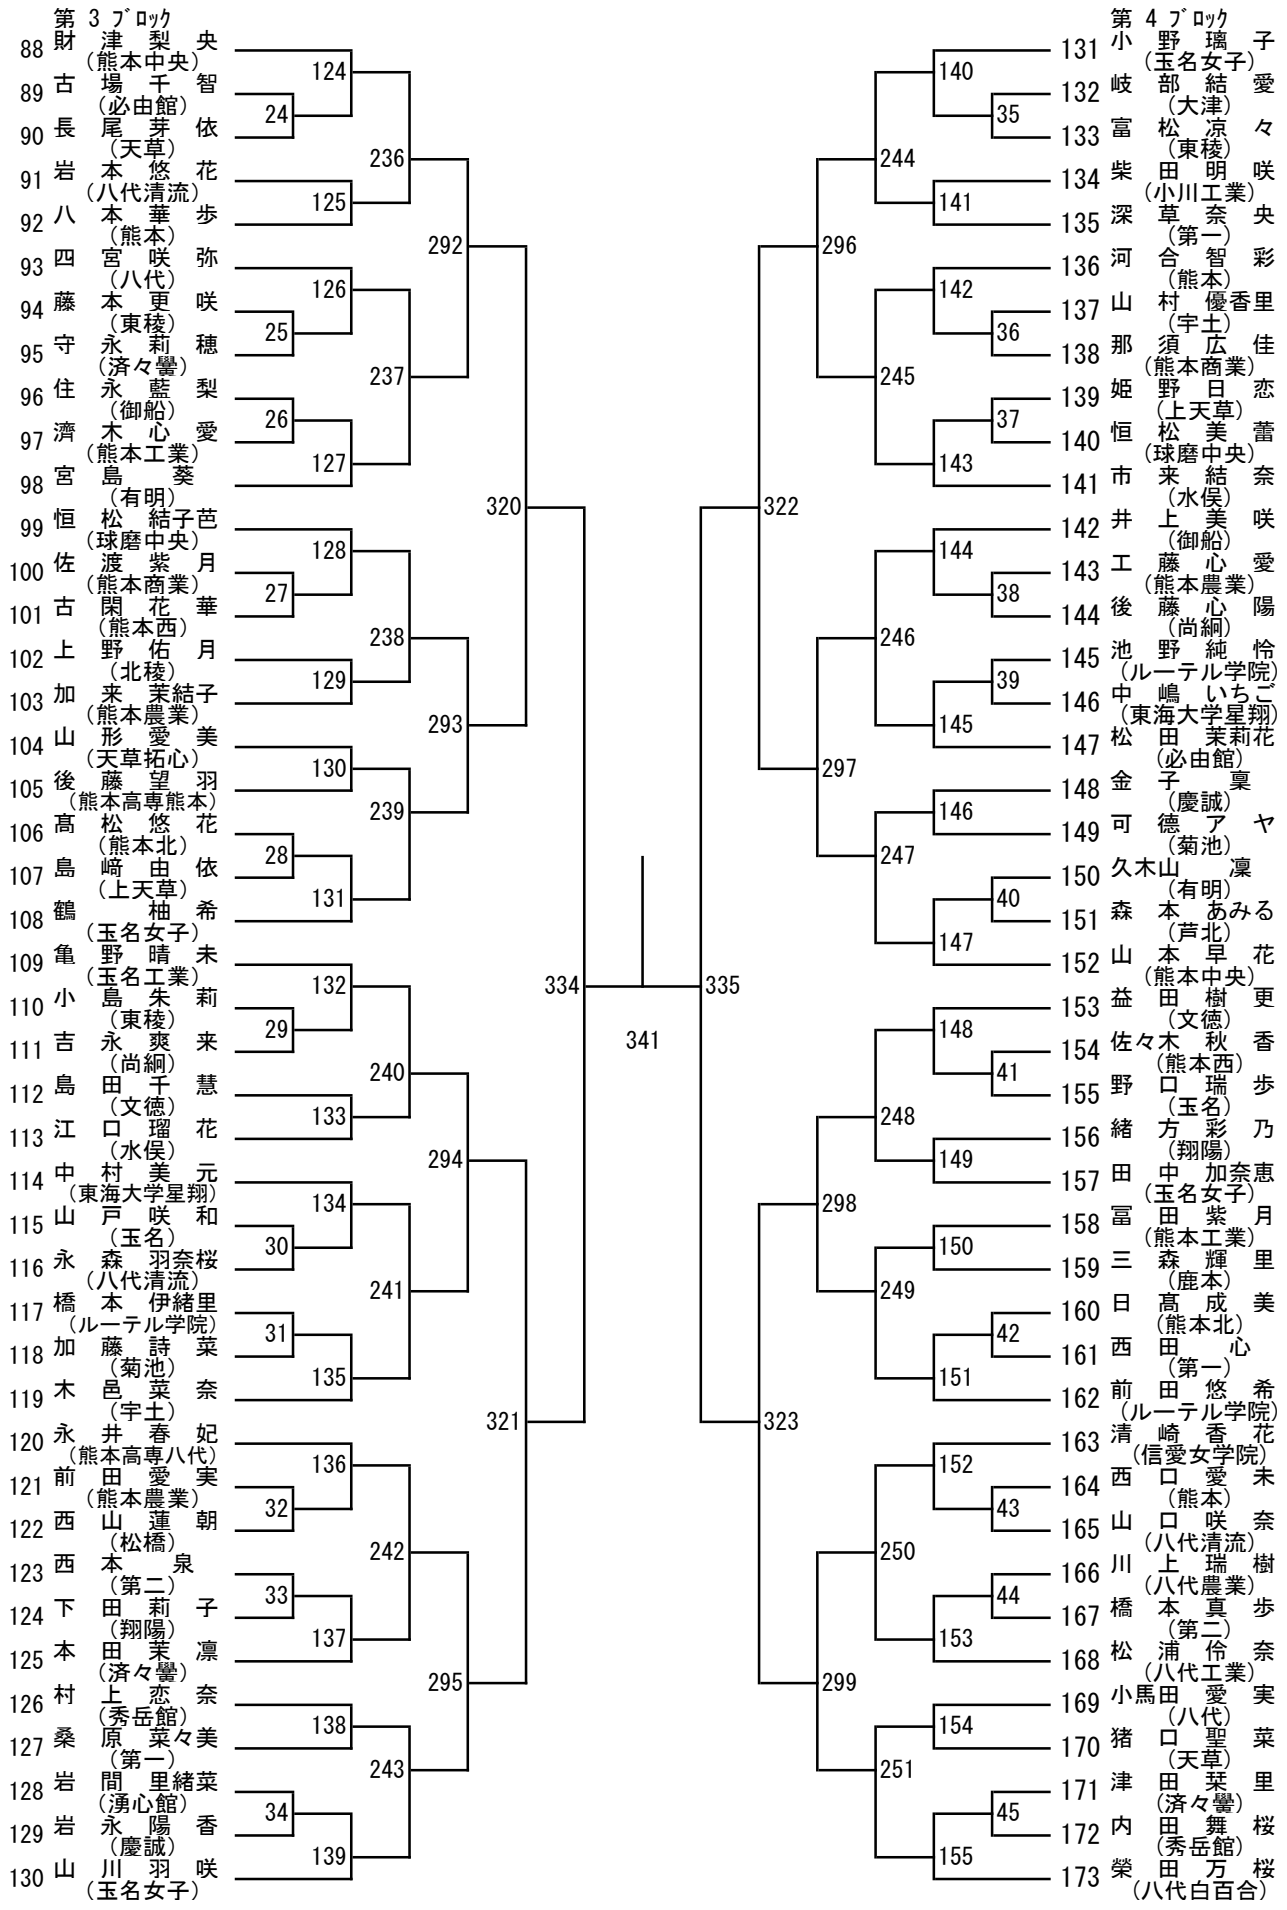 第 3 ﾌﾞﾛｯｸ
88 財津梨央
(熊本中央)
89 古場千智
(必由館)
90 長尾芽依
(天草)
91 岩本悠花
(八代清流)
92 八本華歩
(熊本)
93 四宮咲弥
(八代)
94 藤本更咲
(東稜)
95 守永莉穂
(済々黌)
96 住永藍梨
(御船)
97 濟木心愛
(熊本工業)
98 宮島葵
(有明)
99 恒松結子芭
(球磨中央)
100 佐渡紫月
(熊本商業)
101 古閑花華
(熊本西)
102 上野佑月
(北稜)
103 加来茉結子
(熊本農業)
104 山形愛美
(天草拓心)
105 後藤望羽
(熊本高専熊本)
106 髙松悠花
(熊本北)
107 島﨑由依
(上天草)
108 鶴柚希
(玉名女子)
109 亀野晴未
(玉名工業)
110 小島朱莉
(東稜)
111 吉永爽来
(尚絅)
112 島田千慧
(文徳)
113 江口瑠花
(水俣)
114 中村美元
(東海大学星翔)
115 山戸咲和
(玉名)
116 永森羽奈桜
(八代清流)
117 橋本伊緒里
(ルーテル学院)
118 加藤詩菜
(菊池)
119 木邑菜奈
(宇土)
120 永井春妃
(熊本高専八代)
121 前田愛実
(熊本農業)
122 西山蓮朝
(松橋)
123 西本泉
(第二)
124 下田莉子
(翔陽)
125 本田茉凛
(済々黌)
126 村上恋奈
(秀岳館)
127 桑原菜々美
(第一)
128 岩間里緒菜
(湧心館)
129 岩永陽香
(慶誠)
130 山川羽咲
(玉名女子)
24
25
26
27
28
29
30
31
32
33
34
124
125
126
127
128
129
130
131
132
133
134
135
136
137
138
139
236
237
238
239
240
241
242
243
292
293
294
295
320
321
334
341
335
322
323
296
297
298
299
244
245
246
247
248
249
250
251
140
141
142
143
144
145
146
147
148
149
150
151
152
153
154
155
35
36
37
38
39
40
41
42
43
44
45
第 4 ﾌﾞﾛｯｸ
131 小野璃子
(玉名女子)
132 岐部結愛
(大津)
133 富松凉々
(東稜)
134 柴田明咲
(小川工業)
135 深草奈央
(第一)
136 河合智彩
(熊本)
137 山村優香里
(宇土)
138 那須広佳
(熊本商業)
139 姫野日恋
(上天草)
140 恒松美蕾
(球磨中央)
141 市来結奈
(水俣)
142 井上美咲
(御船)
143 工藤心愛
(熊本農業)
144 後藤心陽
(尚絅)
145 池野純怜
(ルーテル学院)
146 中嶋いちご
(東海大学星翔)
147 松田茉莉花
(必由館)
148 金子稟
(慶誠)
149 可德アヤ
(菊池)
150 久木山凜
(有明)
151 森本あみる
(芦北)
152 山本早花
(熊本中央)
153 益田樹更
(文徳)
154 佐々木秋香
(熊本西)
155 野口瑞歩
(玉名)
156 緒方彩乃
(翔陽)
157 田中加奈恵
(玉名女子)
158 冨田紫月
(熊本工業)
159 三森輝里
(鹿本)
160 日髙成美
(熊本北)
161 西田心
(第一)
162 前田悠希
(ルーテル学院)
163 清崎香花
(信愛女学院)
164 西口愛未
(熊本)
165 山口咲奈
(八代清流)
166 川上瑞樹
(八代農業)
167 橋本真歩
(第二)
168 松浦伶奈
(八代工業)
169 小馬田愛実
(八代)
170 猪口聖菜
(天草)
171 津田栞里
(済々黌)
172 内田舞桜
(秀岳館)
173 榮田万桜
(八代白百合)